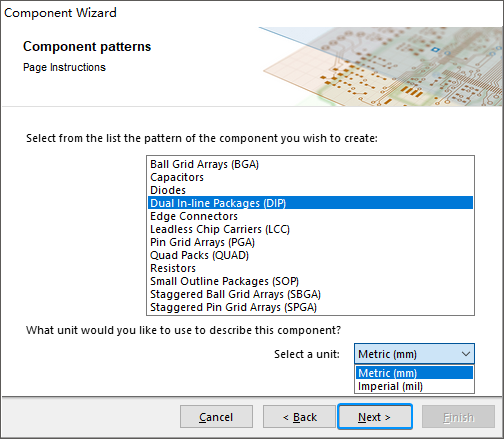 Component Wizard
Component patterns
Page Instructions
Select from the list the pattern of the component you wish to create:
Ball Grid Arrays (BGA)
Capacitors
Diodes
Dual In-line Packages (DIP)
Edge Connectors
Leadless Chip Carriers (LCC)
Pin Grid Arrays (PGA)
Quad Packs (QUAD)
Resistors
Small Outline Packages (SOP)
Staggered Ball Grid Arrays (SBGA)
Staggered Pin Grid Arrays (SPGA)
What unit would you like to use to describe this component?
Select a unit: Metric (mm)
Metric (mm)
Imperial (mil)
Cancel < Back Next > Finish